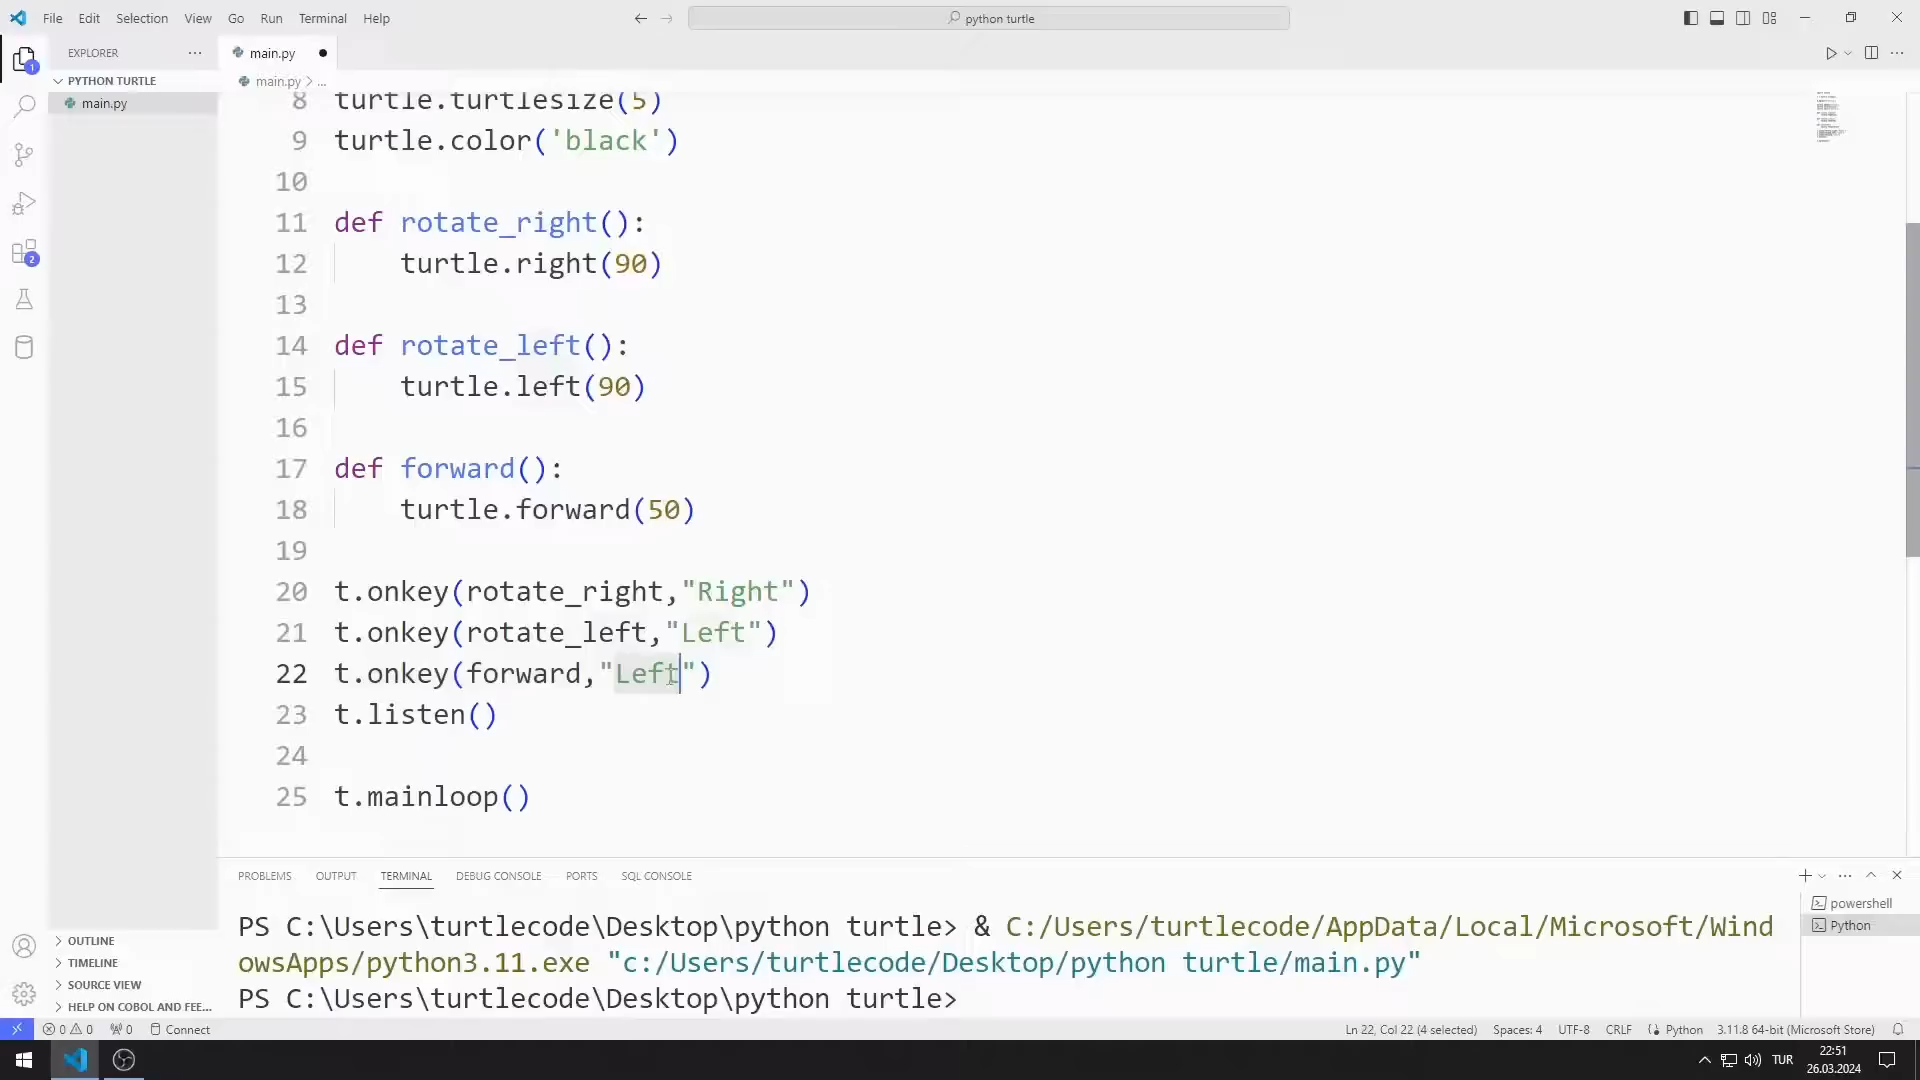 File Edit Selection View Go Run Terminal Help
python turtle
EXPLORER
main.py
PYTHON TURTLE
main.py > ...
main.py
8 turtle.turtlesize(5)
9 turtle.color('black')
10
11 def rotate_right():
12 turtle.right(90)
13
14 def rotate_left():
15 turtle.left(90)
16
17 def forward():
18 turtle.forward(50)
19
20 t.onkey(rotate_right,"Right")
21 t.onkey(rotate_left,"Left")
22 t.onkey(forward,"Left")
23 t.listen()
24
25 t.mainloop()
PROBLEMS OUTPUT TERMINAL DEBUG CONSOLE PORTS SQL CONSOLE
PS C:\Users\turtlecode\Desktop\python turtle> & C:/Users/turtlecode/AppData/Local/Microsoft/Wind
owsApps/python3.11.exe "c:/Users/turtlecode/Desktop/python turtle/main.py"
PS C:\Users\turtlecode\Desktop\python turtle>
powershell
Python
OUTLINE
TIMELINE
SOURCE VIEW
HELP ON COBOL AND FEE...
1
2
0 0 0 Connect
Ln 22, Col 22 (4 selected) Spaces: 4 UTF-8 CRLF Python 3.11.8 64-bit (Microsoft Store)
TUR
22:51
26.03.2024